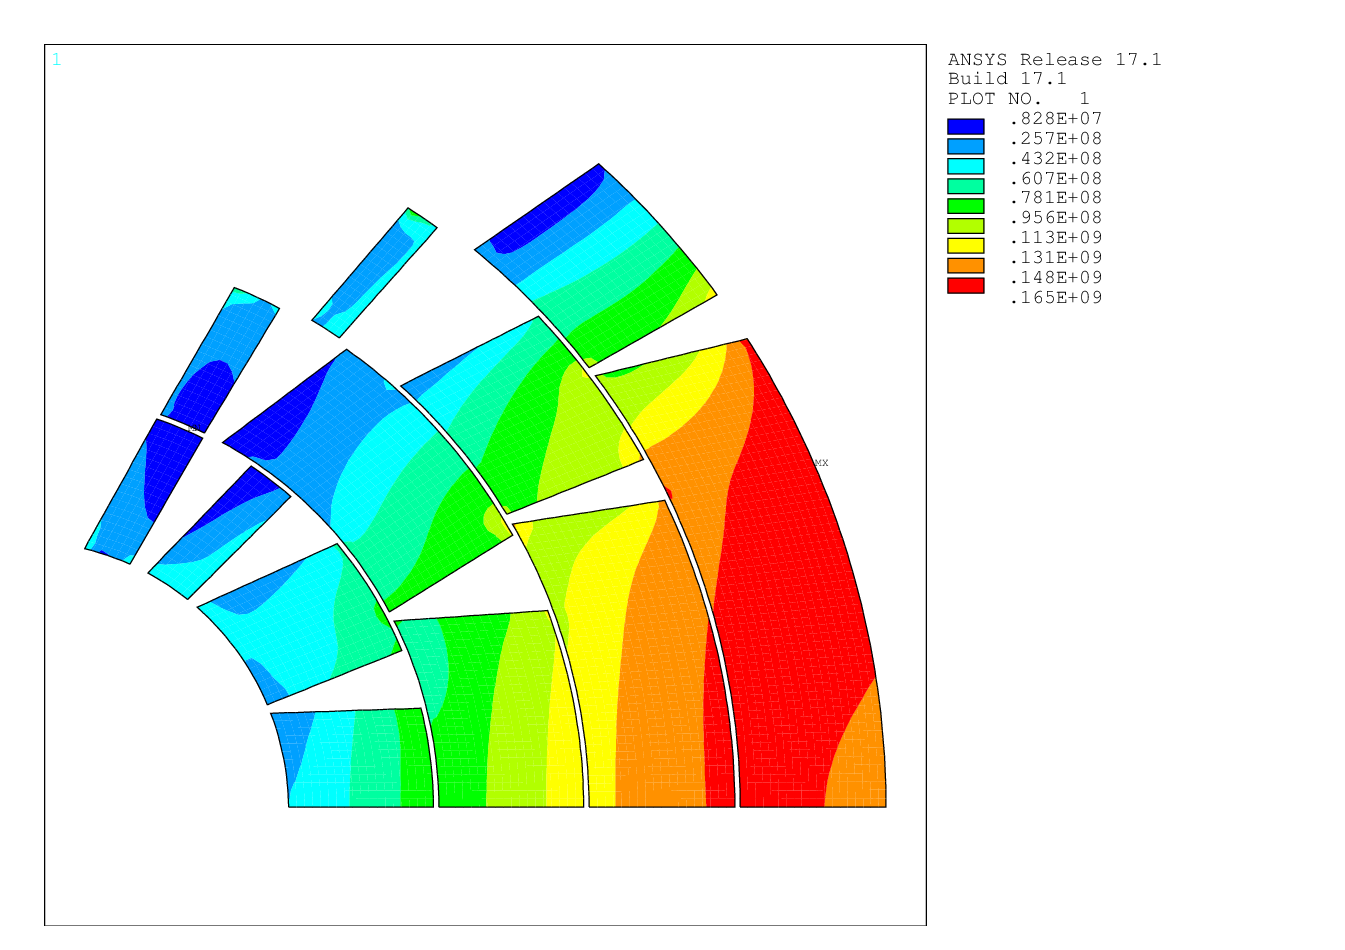 1
ANSYS Release 17.1
Build 17.1
PLOT NO.   1
.828E+07
.257E+08
.432E+08
.607E+08
.781E+08
.956E+08
.113E+09
.131E+09
.148E+09
.165E+09
MX